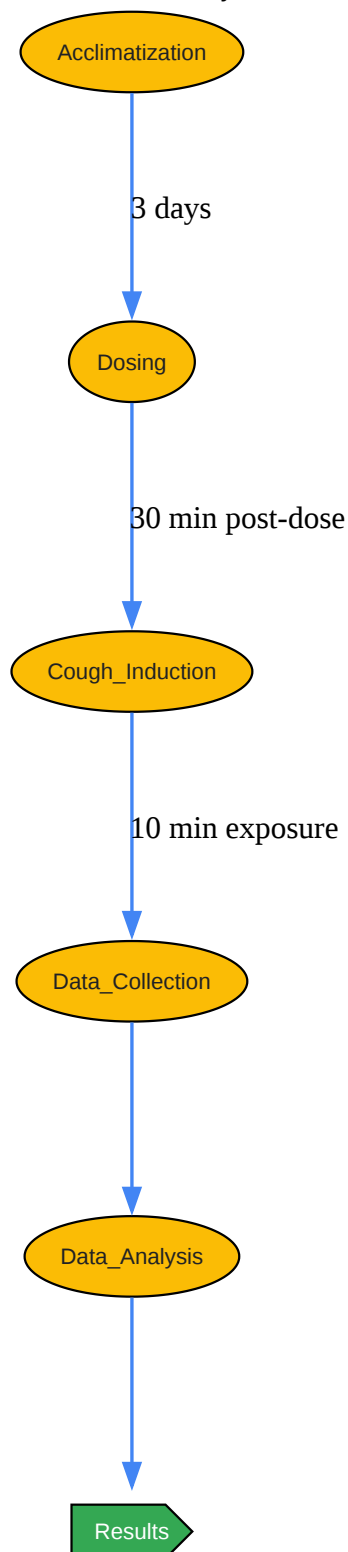 Acclimatization
3 days
Dosing
30 min post-dose
Cough_Induction
10 min exposure
Data_Collection
Data_Analysis
Results